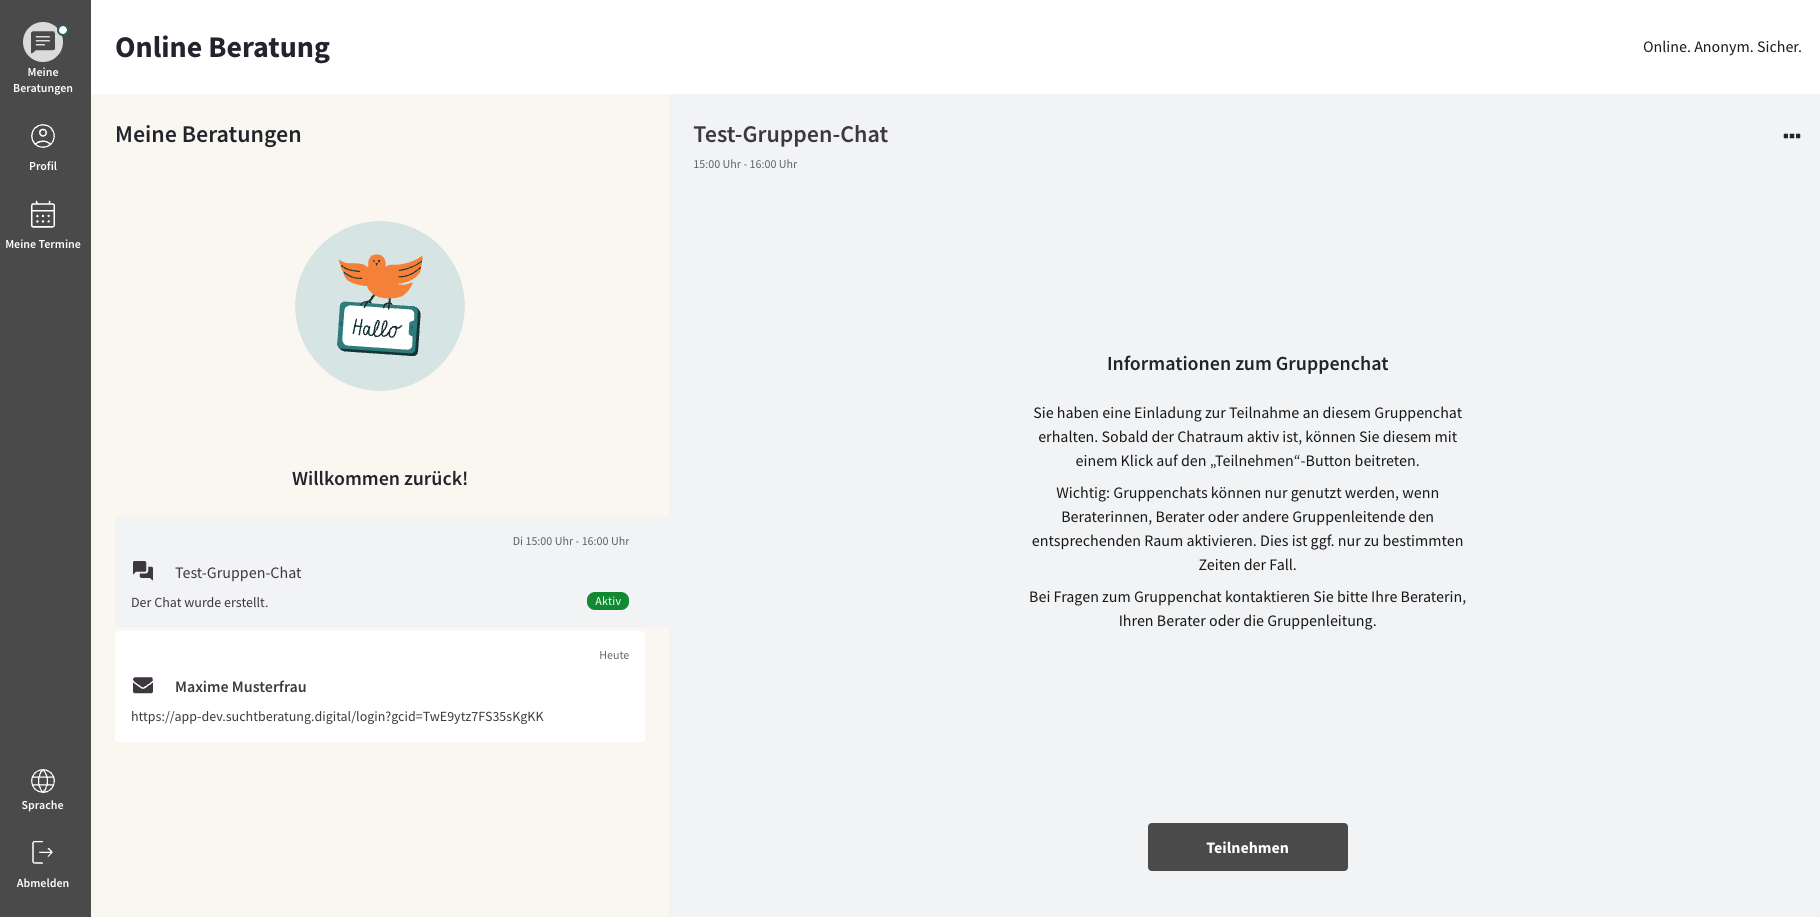 Meine
Beratungen
Profil
Meine Termine
Sprache
Abmelden
Online Beratung
Online. Anonym. Sicher.
Meine Beratungen
Hallo
Willkommen zurück!
Di 15:00 Uhr - 16:00 Uhr
Test-Gruppen-Chat
Der Chat wurde erstellt.
Aktiv
Heute
Maxime Musterfrau
https://app-dev.suchtberatung.digital/login?gcid=TwE9ytz7FS35sKgKK
Test-Gruppen-Chat
15:00 Uhr - 16:00 Uhr
Informationen zum Gruppenchat
Sie haben eine Einladung zur Teilnahme an diesem Gruppenchat
erhalten. Sobald der Chatraum aktiv ist, können Sie diesem mit
einem Klick auf den „Teilnehmen“-Button beitreten.
Wichtig: Gruppenchats können nur genutzt werden, wenn
Beraterinnen, Berater oder andere Gruppenleitende den
entsprechenden Raum aktivieren. Dies ist ggf. nur zu bestimmten
Zeiten der Fall.
Bei Fragen zum Gruppenchat kontaktieren Sie bitte Ihre Beraterin,
Ihren Berater oder die Gruppenleitung.
Teilnehmen